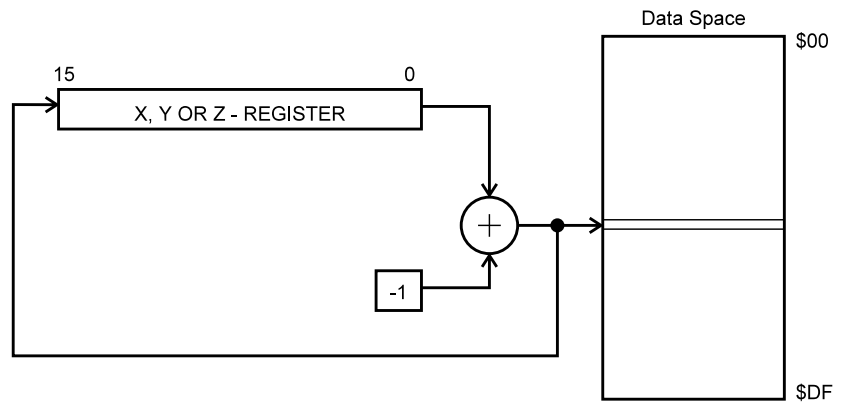 Data Space
$00
15 0
X, Y OR Z - REGISTER
+
-1
$DF